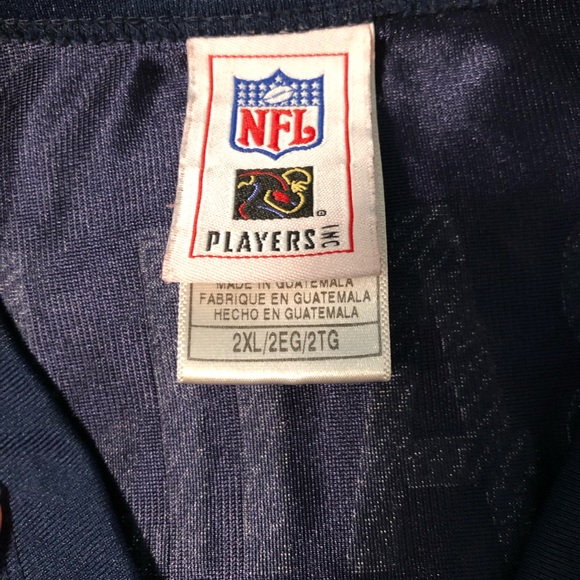 NFL
PLAYERS INC
MADE IN GUATEMALA
FABRIQUE EN GUATEMALA
HECHO EN GUATEMALA
2XL/2EG/2TG